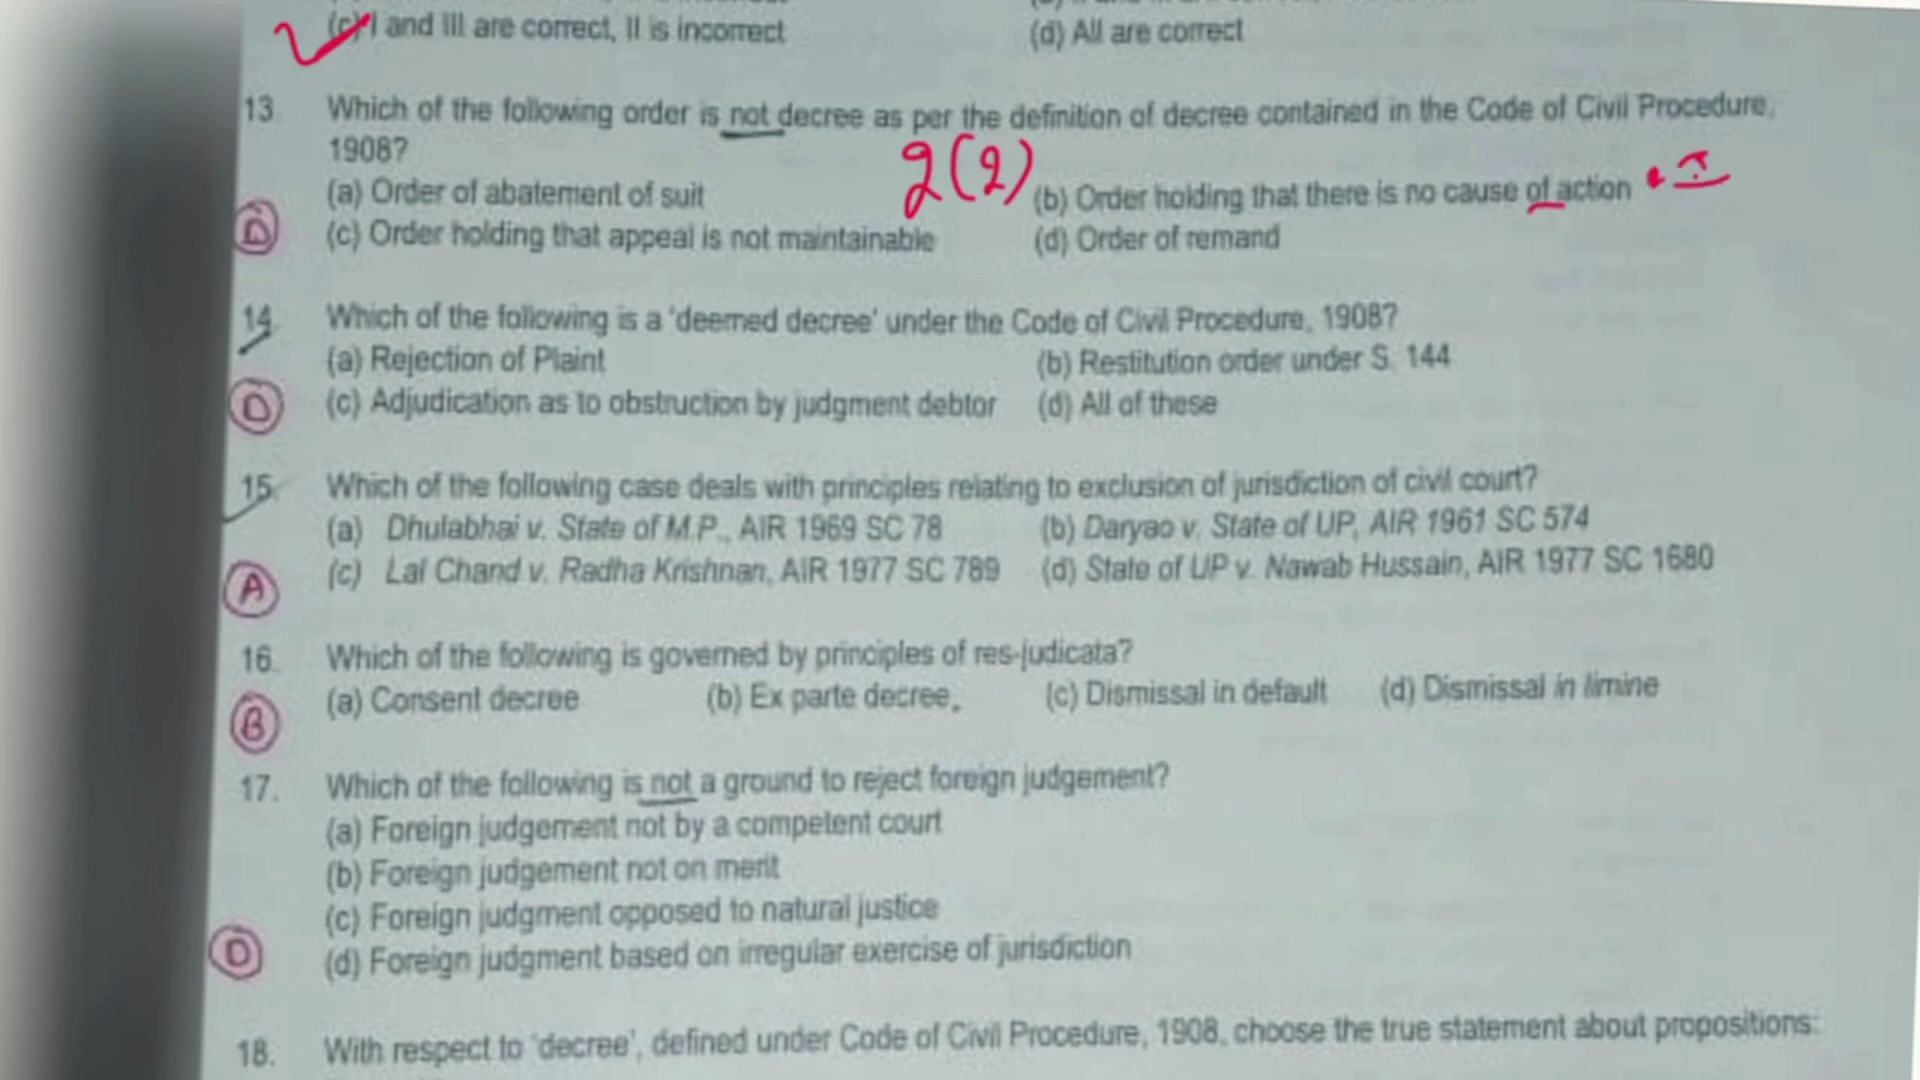 (c) I and III are correct, II is incorrect (d) All are correct
13. Which of the following order is not decree as per the definition of decree contained in the Code of Civil Procedure,
1908?
2(2)
(a) Order of abatement of suit (b) Order holding that there is no cause of action
D (c) Order holding that appeal is not maintainable (d) Order of remand
14. Which of the following is a 'deemed decree' under the Code of Civil Procedure, 1908?
(a) Rejection of Plaint (b) Restitution order under S. 144
D (c) Adjudication as to obstruction by judgment debtor (d) All of these
15. Which of the following case deals with principles relating to exclusion of jurisdiction of civil court?
(a) Dhulabhai v. State of M.P., AIR 1969 SC 78 (b) Daryao v. State of UP, AIR 1961 SC 574
A (c) Lal Chand v. Radha Krishnan, AIR 1977 SC 789 (d) State of UP v. Nawab Hussain, AIR 1977 SC 1680
16. Which of the following is governed by principles of res-judicata?
B (a) Consent decree (b) Ex parte decree. (c) Dismissal in default (d) Dismissal in limine
17. Which of the following is not a ground to reject foreign judgement?
(a) Foreign judgement not by a competent court
(b) Foreign judgement not on merit
(c) Foreign judgment opposed to natural justice
D (d) Foreign judgment based on irregular exercise of jurisdiction
18. With respect to 'decree', defined under Code of Civil Procedure, 1908, choose the true statement about propositions: